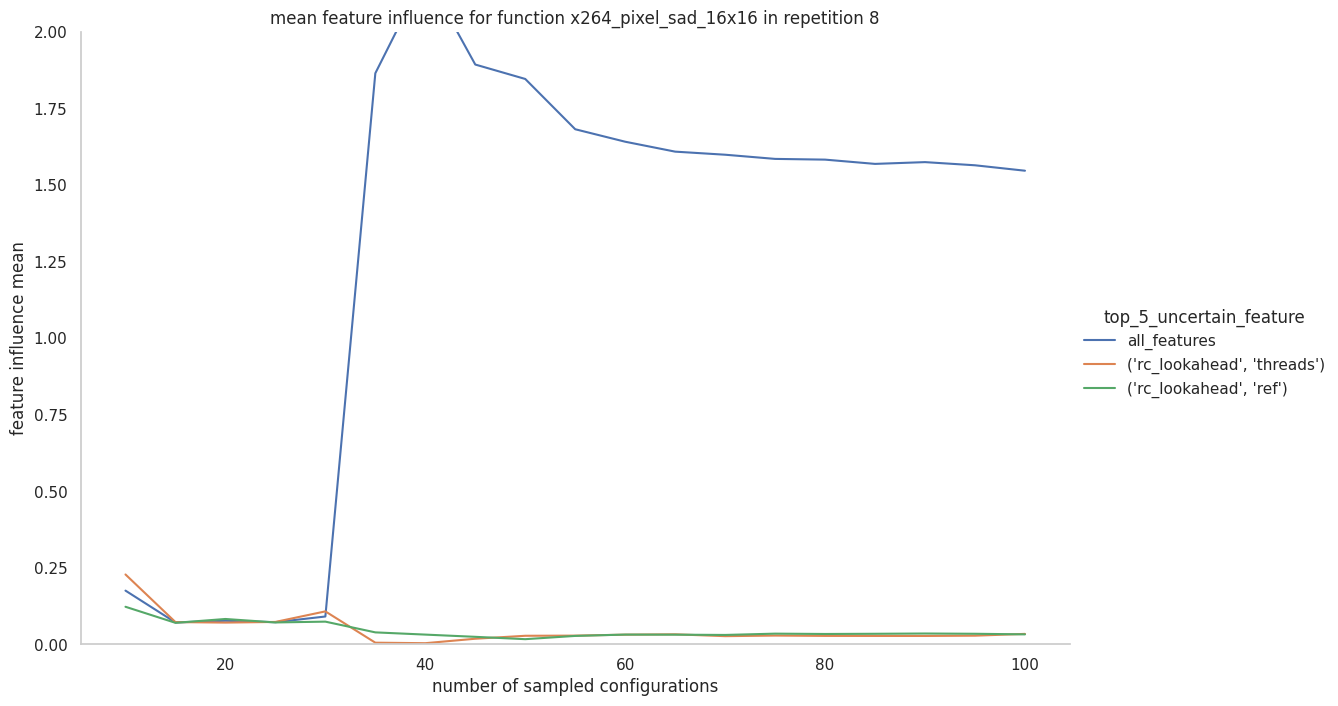 mean feature influence for function x264_pixel_sad_16x16 in repetition 8
2.00
1.75
1.50
1.25
1.00
0.75
0.50
0.25
0.00
feature influence mean
20
40
60
80
100
number of sampled configurations
top_5_uncertain_feature
all_features
('rc_lookahead', 'threads')
('rc_lookahead', 'ref')